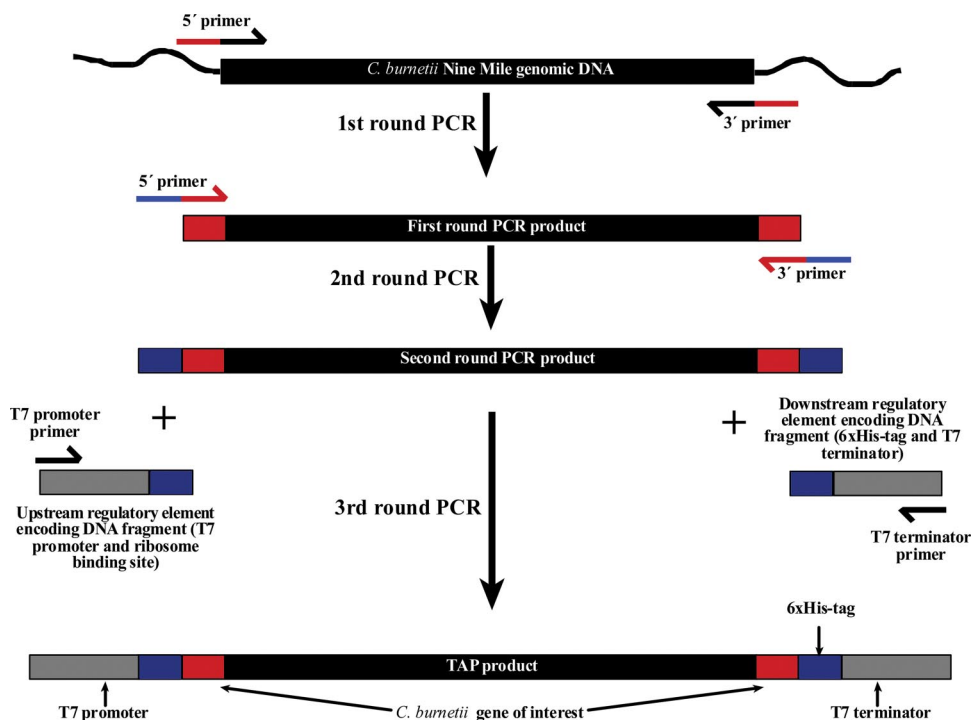 5´ primer
C. burnetii Nine Mile genomic DNA
1st round PCR
3´ primer
5´ primer
First round PCR product
2nd round PCR
3´ primer
Second round PCR product
T7 promoter
primer
+
+
Downstream regulatory
element encoding DNA
fragment (6xHis-tag and T7
terminator)
Upstream regulatory element
encoding DNA fragment (T7
promoter and ribosome
binding site)
3rd round PCR
T7 terminator
primer
6xHis-tag
TAP product
T7 promoter
C. burnetii gene of interest
T7 terminator